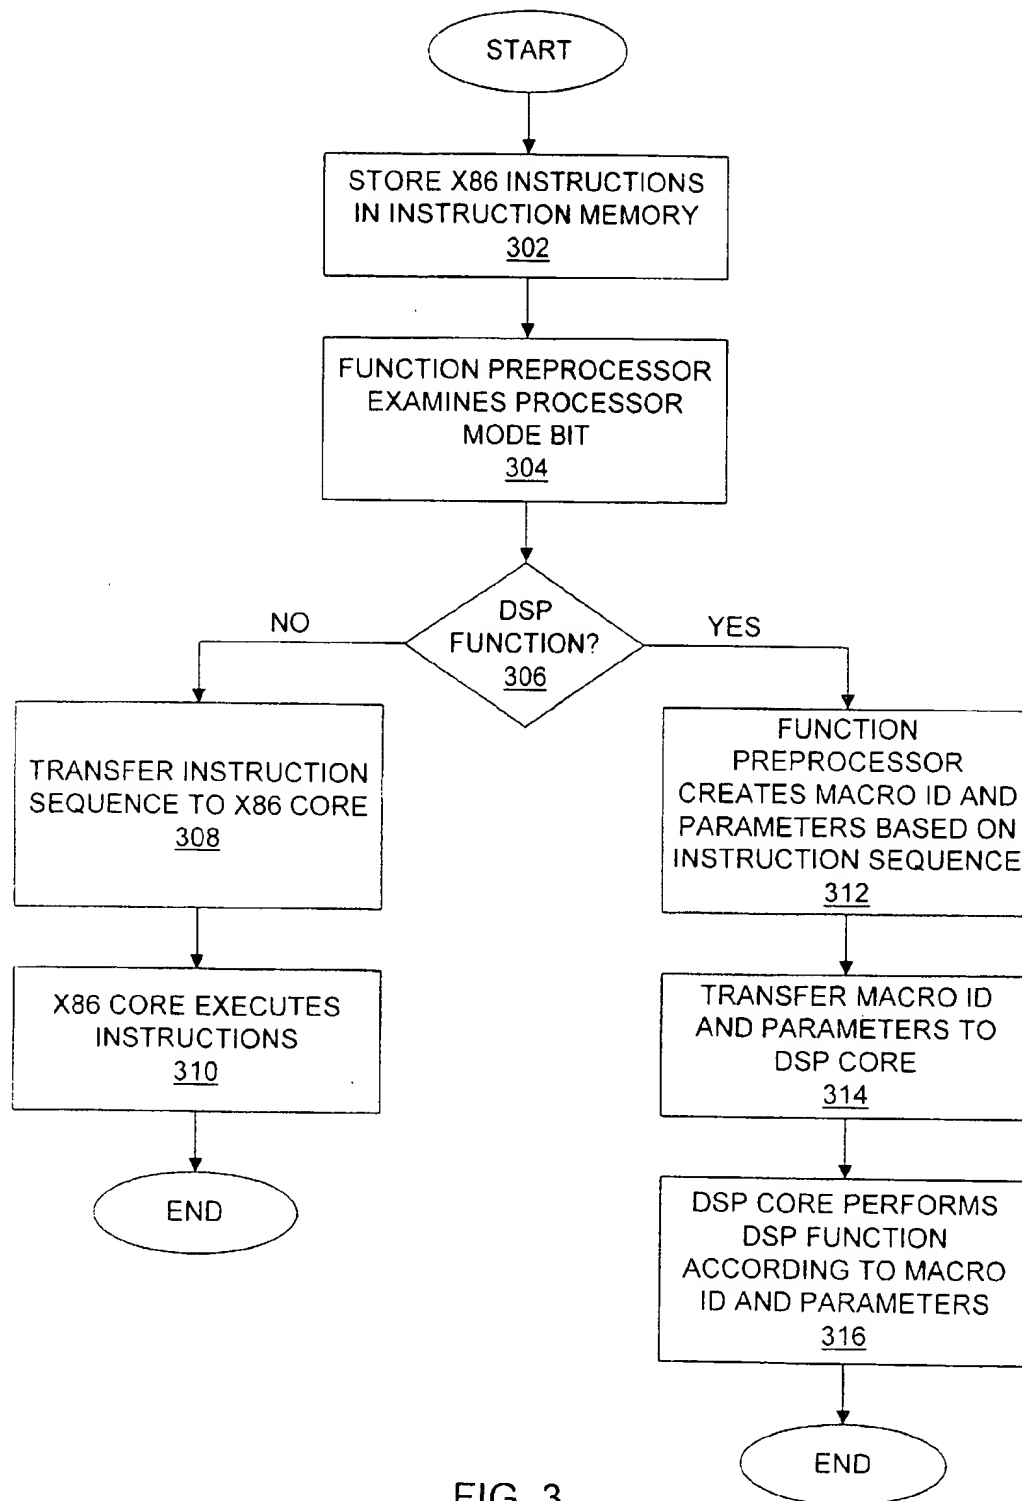 START
STORE X86 INSTRUCTIONS
IN INSTRUCTION MEMORY
302
FUNCTION PREPROCESSOR
EXAMINES PROCESSOR
MODE BIT
304
DSP
FUNCTION?
306
NO
YES
TRANSFER INSTRUCTION
SEQUENCE TO X86 CORE
308
X86 CORE EXECUTES
INSTRUCTIONS
310
END
FUNCTION
PREPROCESSOR
CREATES MACRO ID AND
PARAMETERS BASED ON
INSTRUCTION SEQUENCE
312
TRANSFER MACRO ID
AND PARAMETERS TO
DSP CORE
314
DSP CORE PERFORMS
DSP FUNCTION
ACCORDING TO MACRO
ID AND PARAMETERS
316
END
FIG. 3